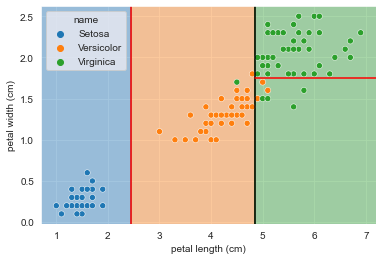 name
Setosa
Versicolor
Virginica
petal width (cm)
2.5
2.0
1.5
1.0
0.5
0.0
1 2 3 4 5 6 7
petal length (cm)